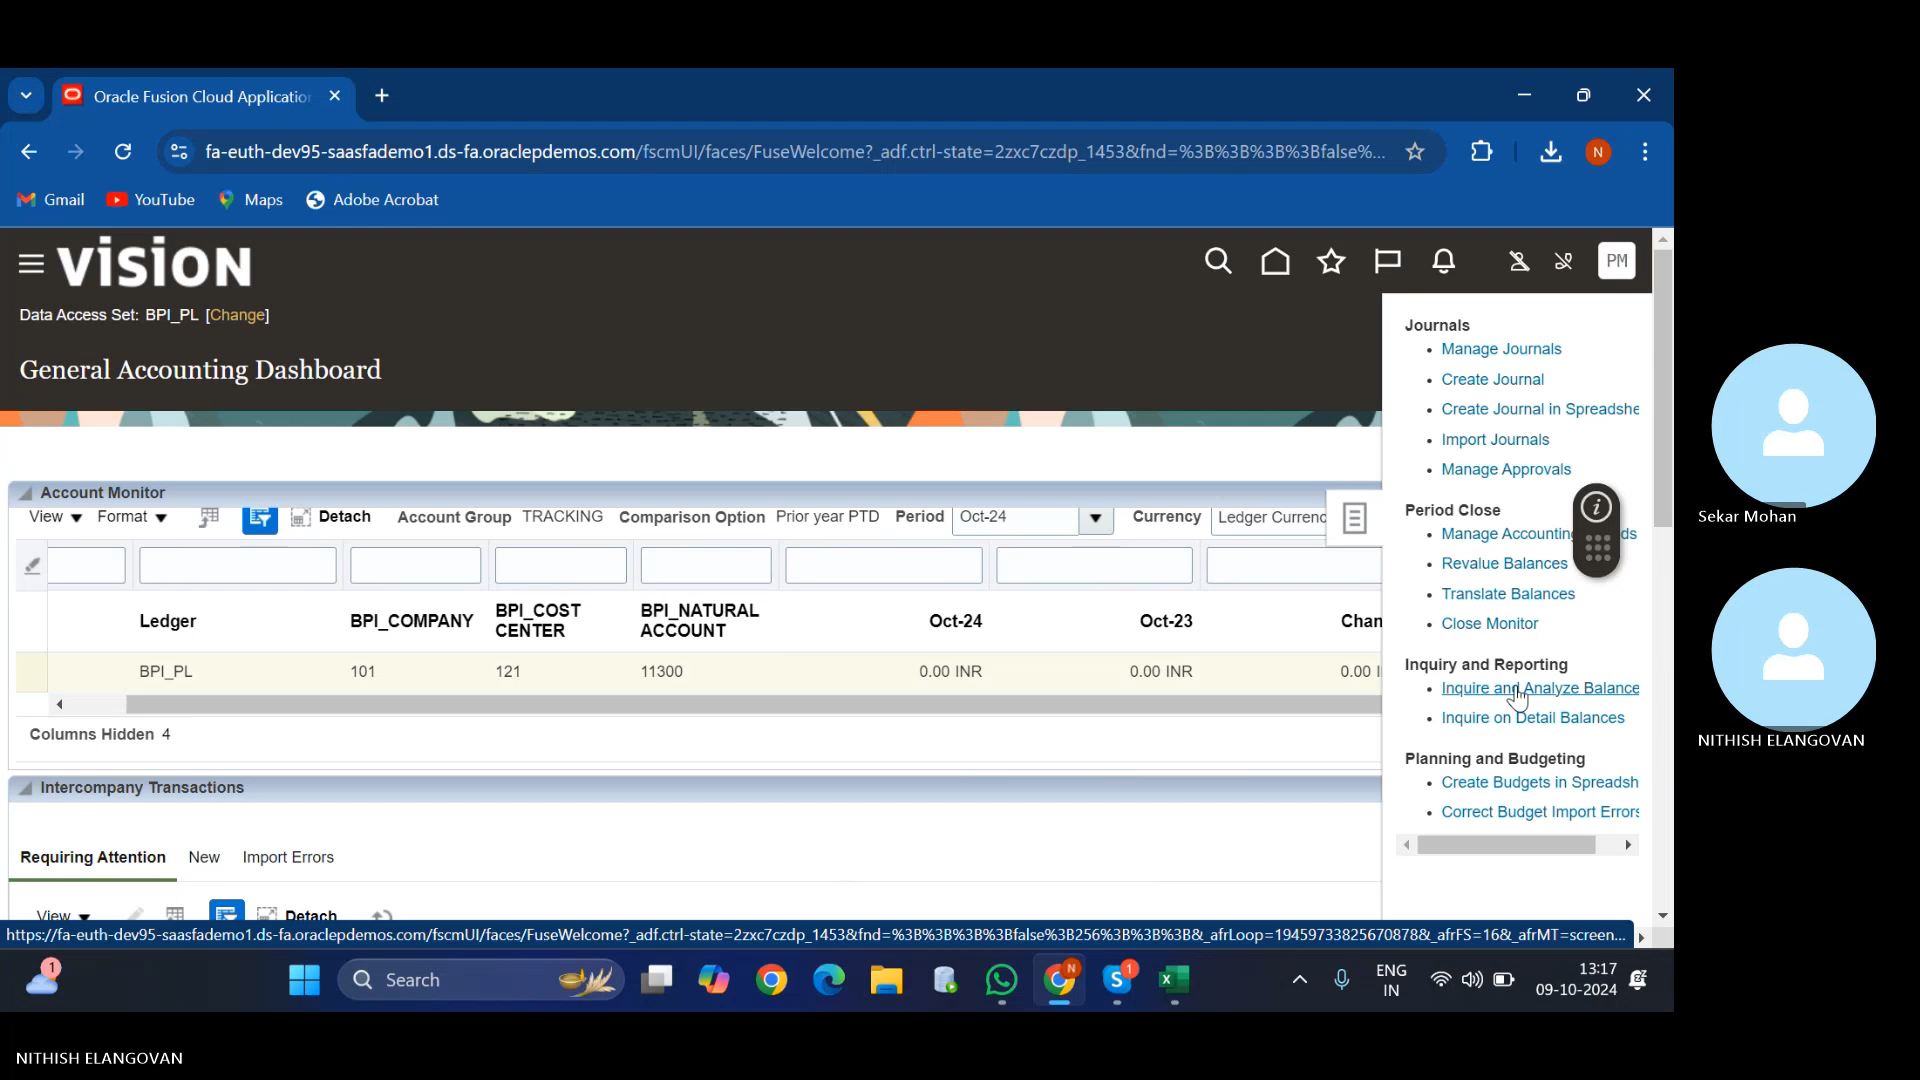 Oracle Fusion Cloud Applicatio
fa-euth-dev95-saasfademo1.ds-fa.oraclepdemos.com/fscmUI/faces/FuseWelcome?_adf.ctrl-state=2zxc7czdp_1453&fnd=%3B%3B%3B%3Bfalse%...
N
Gmail YouTube Maps Adobe Acrobat
VISION
PM
Data Access Set: BPI_PL [Change]
General Accounting Dashboard
Journals
Manage Journals
Create Journal
Create Journal in Spreadshe
Import Journals
Manage Approvals
Period Close
Manage Accounting ds
Revalue Balances
Translate Balances
Close Monitor
Inquiry and Reporting
Inquire and Analyze Balance
Inquire on Detail Balances
Planning and Budgeting
Create Budgets in Spreadsh
Correct Budget Import Errors
Account Monitor
View Format Detach Account Group TRACKING Comparison Option Prior year PTD Period Oct-24 Currency Ledger Currenc
Ledger BPI_COMPANY BPI_COST CENTER BPI_NATURAL ACCOUNT Oct-24 Oct-23 Chan
BPI_PL 101 121 11300 0.00 INR 0.00 INR 0.00 I
Columns Hidden 4
Intercompany Transactions
Requiring Attention New Import Errors
View Detach
https://fa-euth-dev95-saasfademo1.ds-fa.oraclepdemos.com/fscmUI/faces/FuseWelcome?_adf.ctrl-state=2zxc7czdp_1453&fnd=%3B%3B%3B%3Bfalse%3B256%3B%3B%3B&_afrLoop=19459733825670878&_afrFS=16&_afrMT=screen...
1
Search
N
S 1
ENG
IN
13:17
09-10-2024
Sekar Mohan
NITHISH ELANGOVAN
NITHISH ELANGOVAN